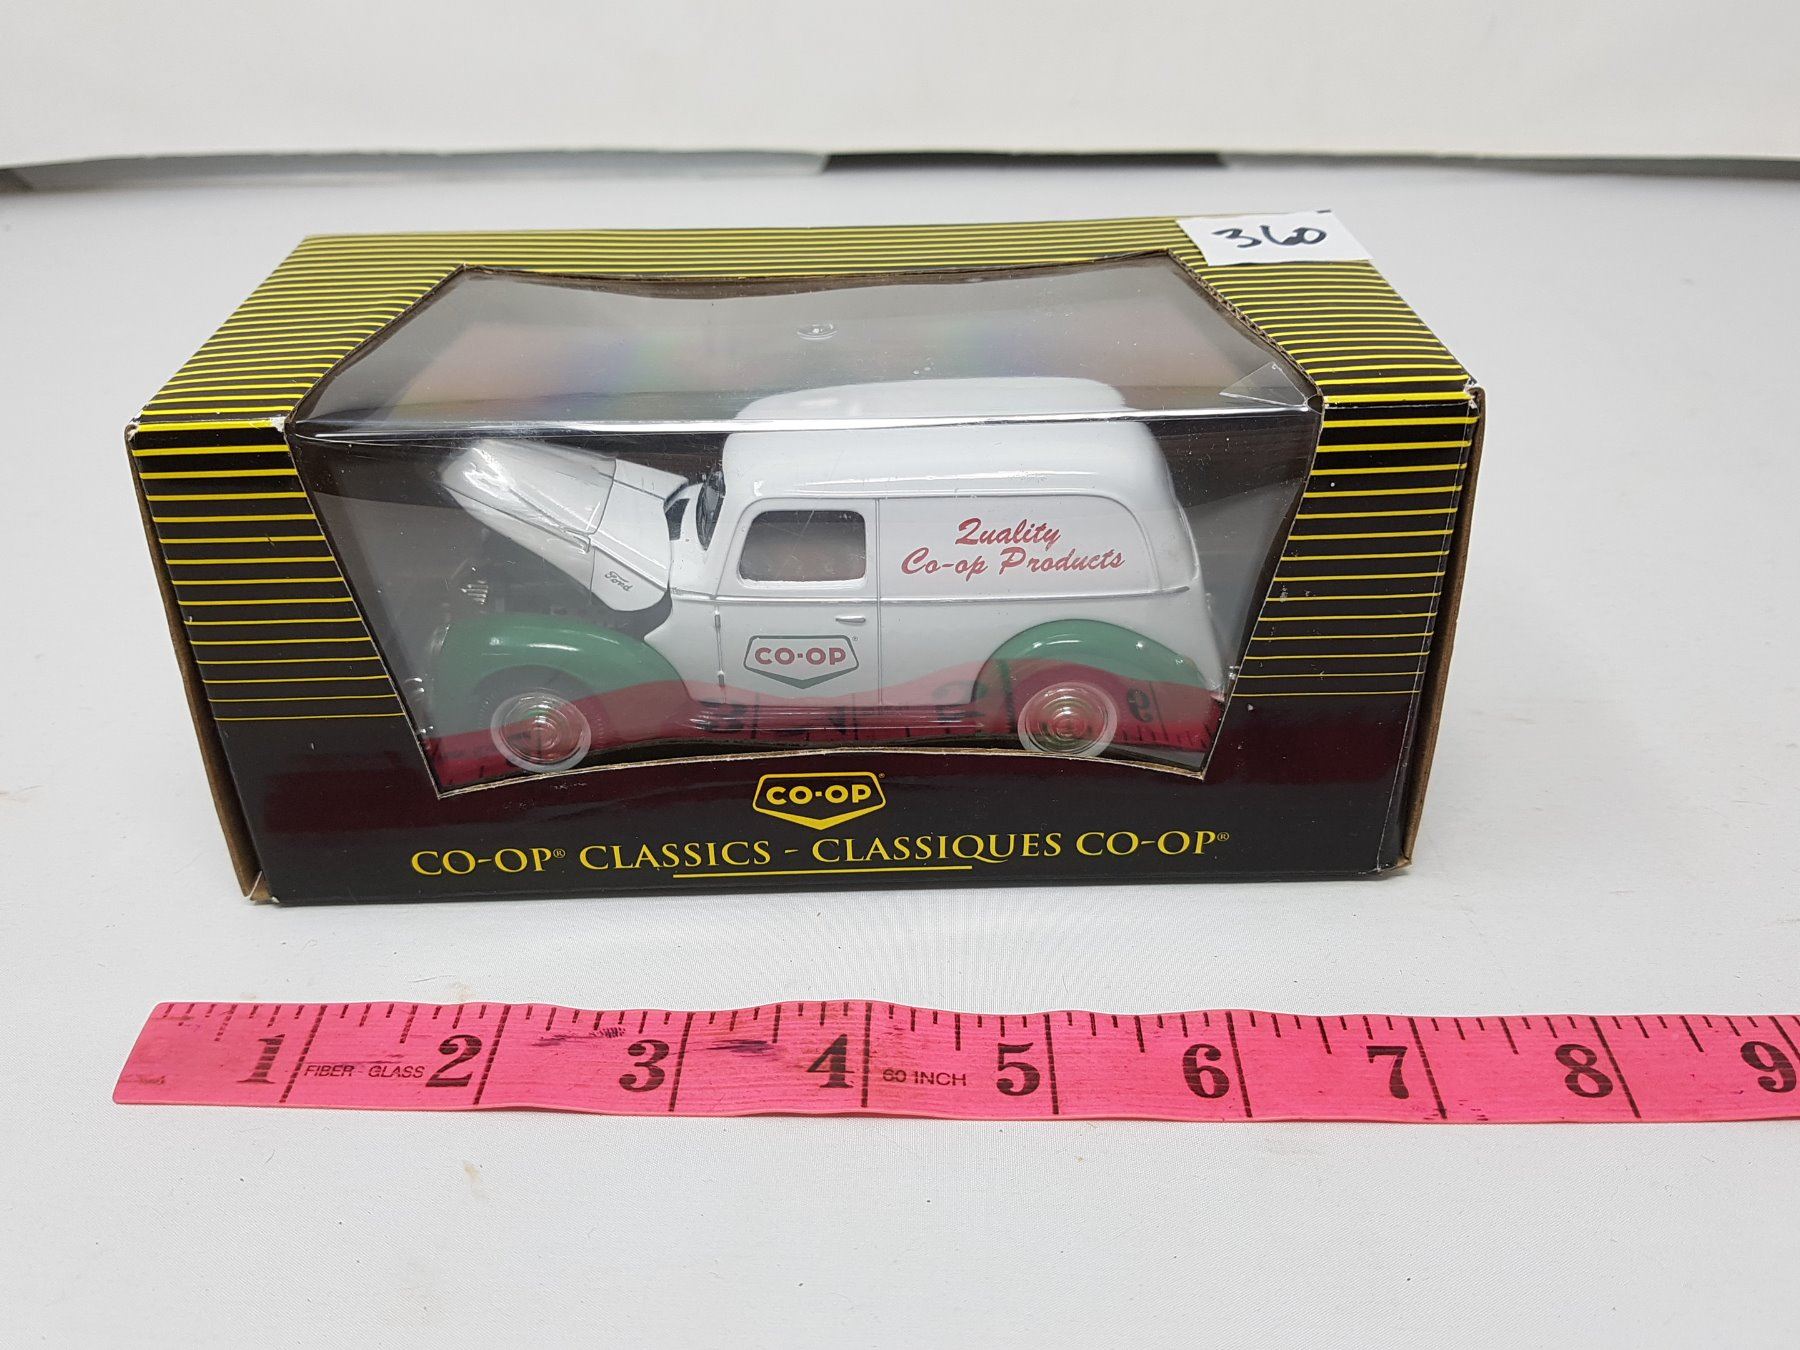 360
Quality
Co-op Products
Ford
CO-OP®
CO-OP®
CO-OP® CLASSICS - CLASSIQUES CO-OP®
1 2 3 4 5 6 7 8 9
FIBER - GLASS 60 INCH